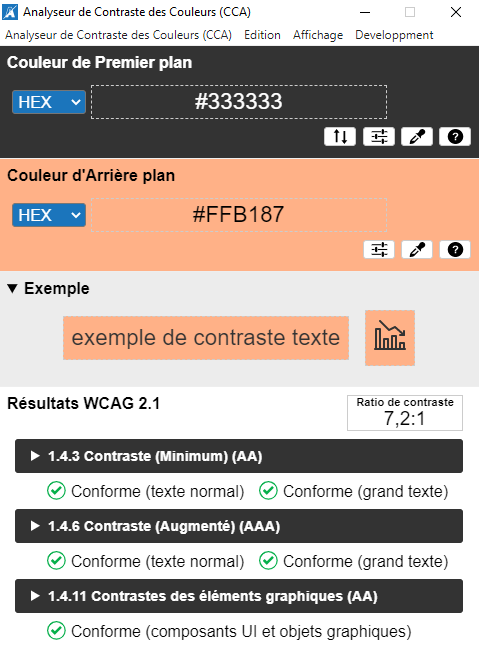 Analyseur de Contraste des Couleurs (CCA)
Analyseur de Contraste des Couleurs (CCA) Edition Affichage Developpment
Couleur de Premier plan
HEX #333333
Couleur d'Arrière plan
HEX #FFB187
Exemple
exemple de contraste texte
Résultats WCAG 2.1
Ratio de contraste
7,2:1
1.4.3 Contraste (Minimum) (AA)
Conforme (texte normal) Conforme (grand texte)
1.4.6 Contraste (Augmenté) (AAA)
Conforme (texte normal) Conforme (grand texte)
1.4.11 Contrastes des éléments graphiques (AA)
Conforme (composants UI et objets graphiques)